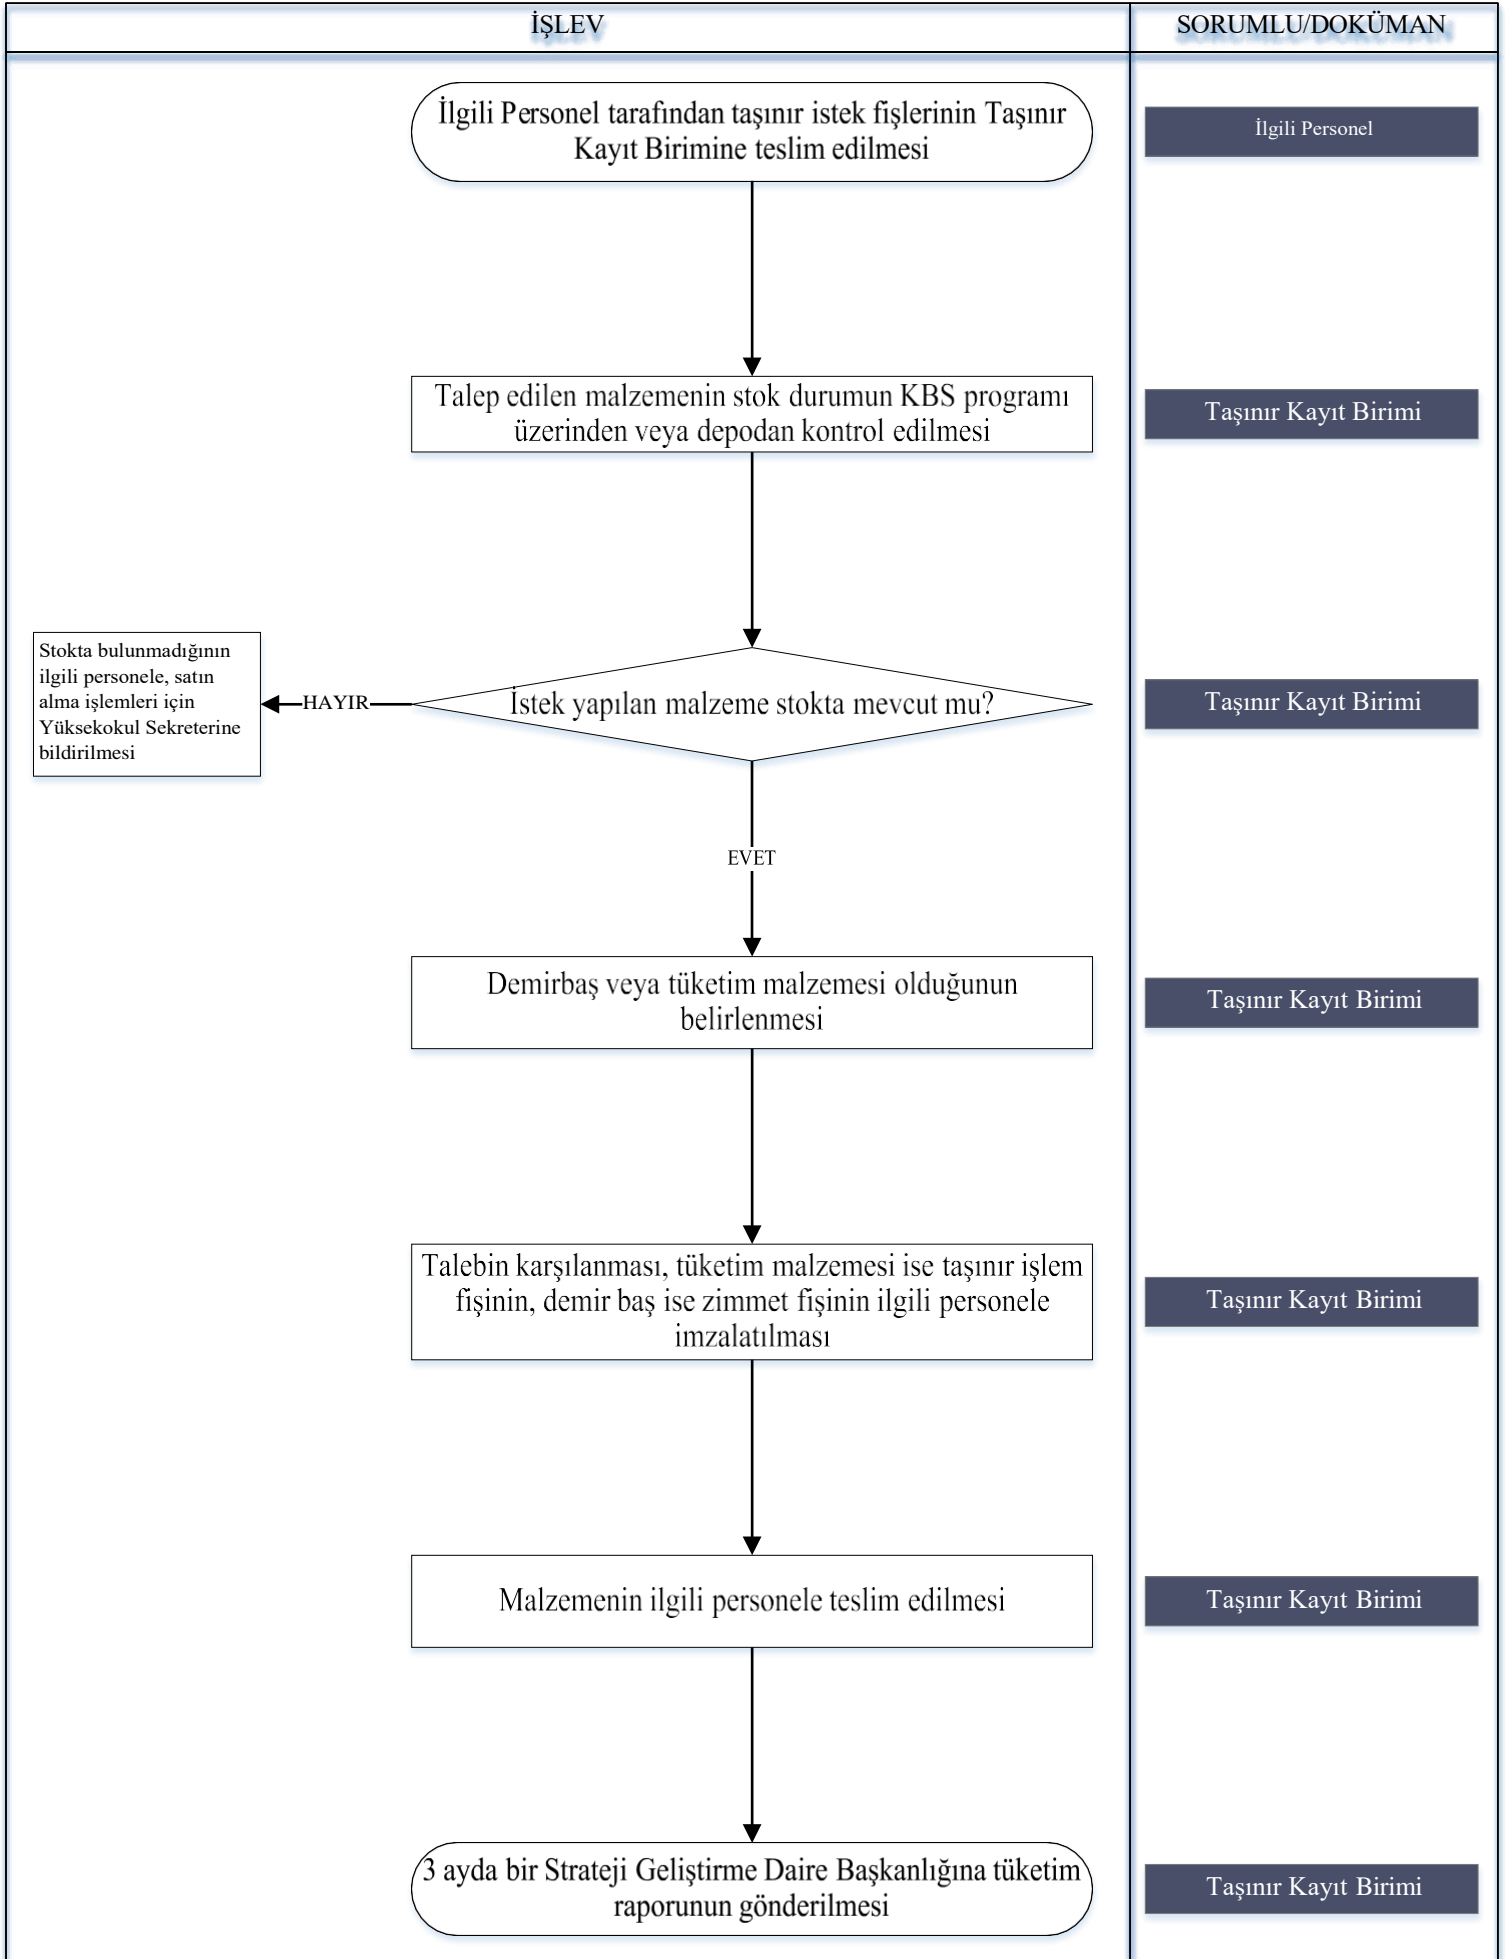 İŞLEV
SORUMLU/DOKÜMAN
İlgili Personel tarafından taşınır istek fişlerinin Taşınır
Kayıt Birimine teslim edilmesi
İlgili Personel
Talep edilen malzemenin stok durumun KBS programı
üzerinden veya depodan kontrol edilmesi
Taşınır Kayıt Birimi
Stokta bulunmadığının
ilgili personele, satın
alma işlemleri için
Yüksekokul Sekreterine
bildirilmesi
HAYIR
İstek yapılan malzeme stokta mevcut mu?
Taşınır Kayıt Birimi
EVET
Demirbaş veya tüketim malzemesi olduğunun
belirlenmesi
Taşınır Kayıt Birimi
Talebin karşılanması, tüketim malzemesi ise taşınır işlem
fişinin, demir baş ise zimmet fişinin ilgili personele
imzalatılması
Taşınır Kayıt Birimi
Malzemenin ilgili personele teslim edilmesi
Taşınır Kayıt Birimi
3 ayda bir Strateji Geliştirme Daire Başkanlığına tüketim
raporunun gönderilmesi
Taşınır Kayıt Birimi